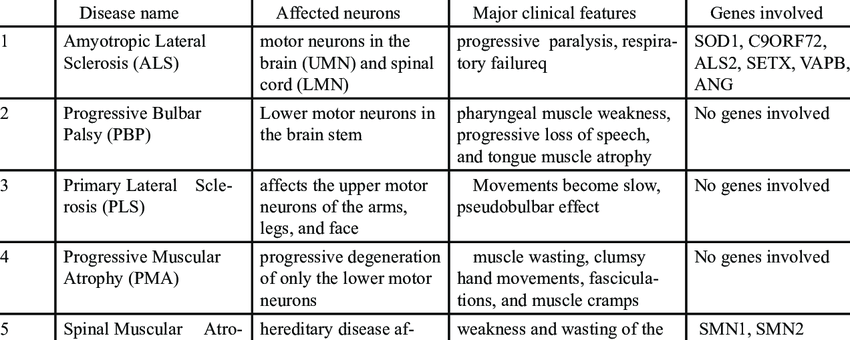 Disease name Affected neurons Major clinical features Genes involved
1 Amyotropic Lateral motor neurons in the progressive paralysis, respira- SOD1, C9ORF72,
Sclerosis (ALS) brain (UMN) and spinal tory failureq ALS2, SETX, VAPB,
cord (LMN) ANG
2 Progressive Bulbar Lower motor neurons in pharyngeal muscle weakness, No genes involved
Palsy (PBP) the brain stem progressive loss of speech,
and tongue muscle atrophy
3 Primary Lateral Scle- affects the upper motor Movements become slow, No genes involved
rosis (PLS) neurons of the arms, pseudobulbar effect
legs, and face
4 Progressive Muscular progressive degeneration muscle wasting, clumsy No genes involved
Atrophy (PMA) of only the lower motor hand movements, fascicula-
neurons tions, and muscle cramps
5 Spinal Muscular Atro- hereditary disease af- weakness and wasting of the SMN1, SMN2